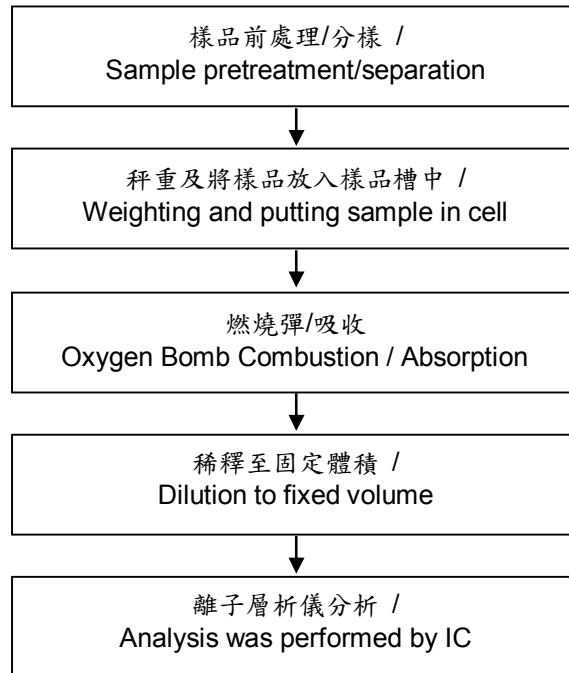 樣品前處理/分樣 /
Sample pretreatment/separation
秤重及將樣品放入樣品槽中 /
Weighting and putting sample in cell
燃燒彈/吸收
Oxygen Bomb Combustion / Absorption
稀釋至固定體積 /
Dilution to fixed volume
離子層析儀分析 /
Analysis was performed by IC